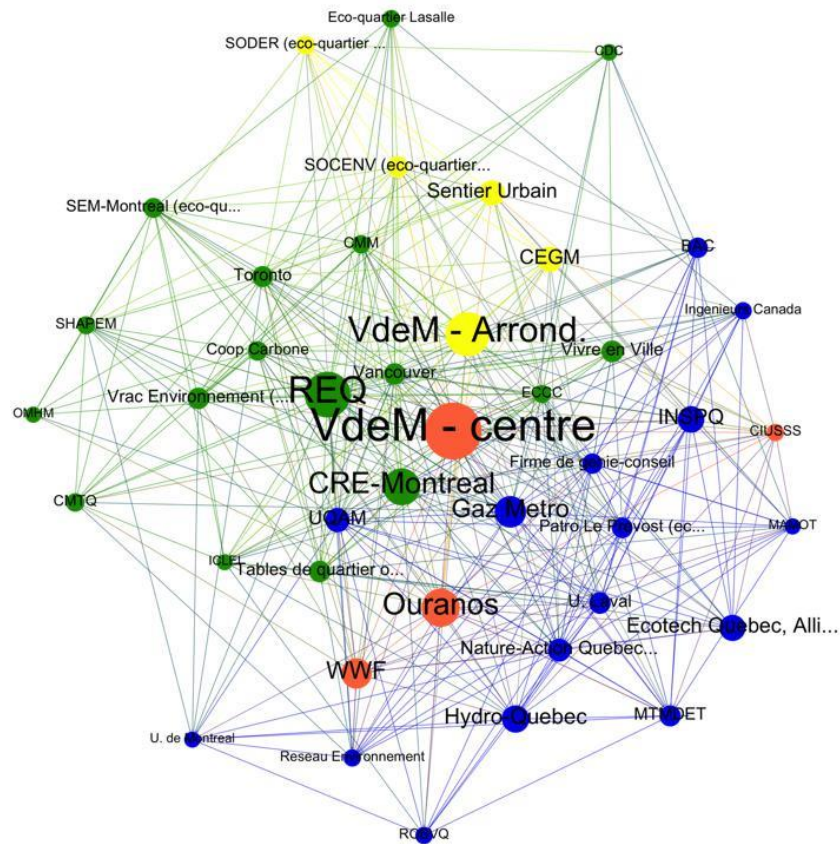 Eco-quartier Lasalle
SODER (eco-quartier ...
CDC
SOCENV (eco-quartier...
Sentier Urbain
SEM-Montreal (eco-qu...
CMM
BAC
CEGM
Toronto
Ingenieurs Canada
SHAPEM
VdeM - Arrond.
Coop Carbone
Vivre en Ville
Vancouver
REQ
Vrac Environnement (...
ECCC
OMHM
INSPQ
VdeM - centre
CIUSSS
Firme de genie-conseil
CRE-Montreal
CMTQ
Gaz Metro
UQAM
Patro Le Prevost (ec...
MAMOT
ICLEI
Tables de quartier o...
U. Laval
Ouranos
Ecotech Quebec, Alli...
Nature-Action Quebec...
WWF
Hydro-Quebec
MTMDET
U. de Montreal
Reseau Environnement